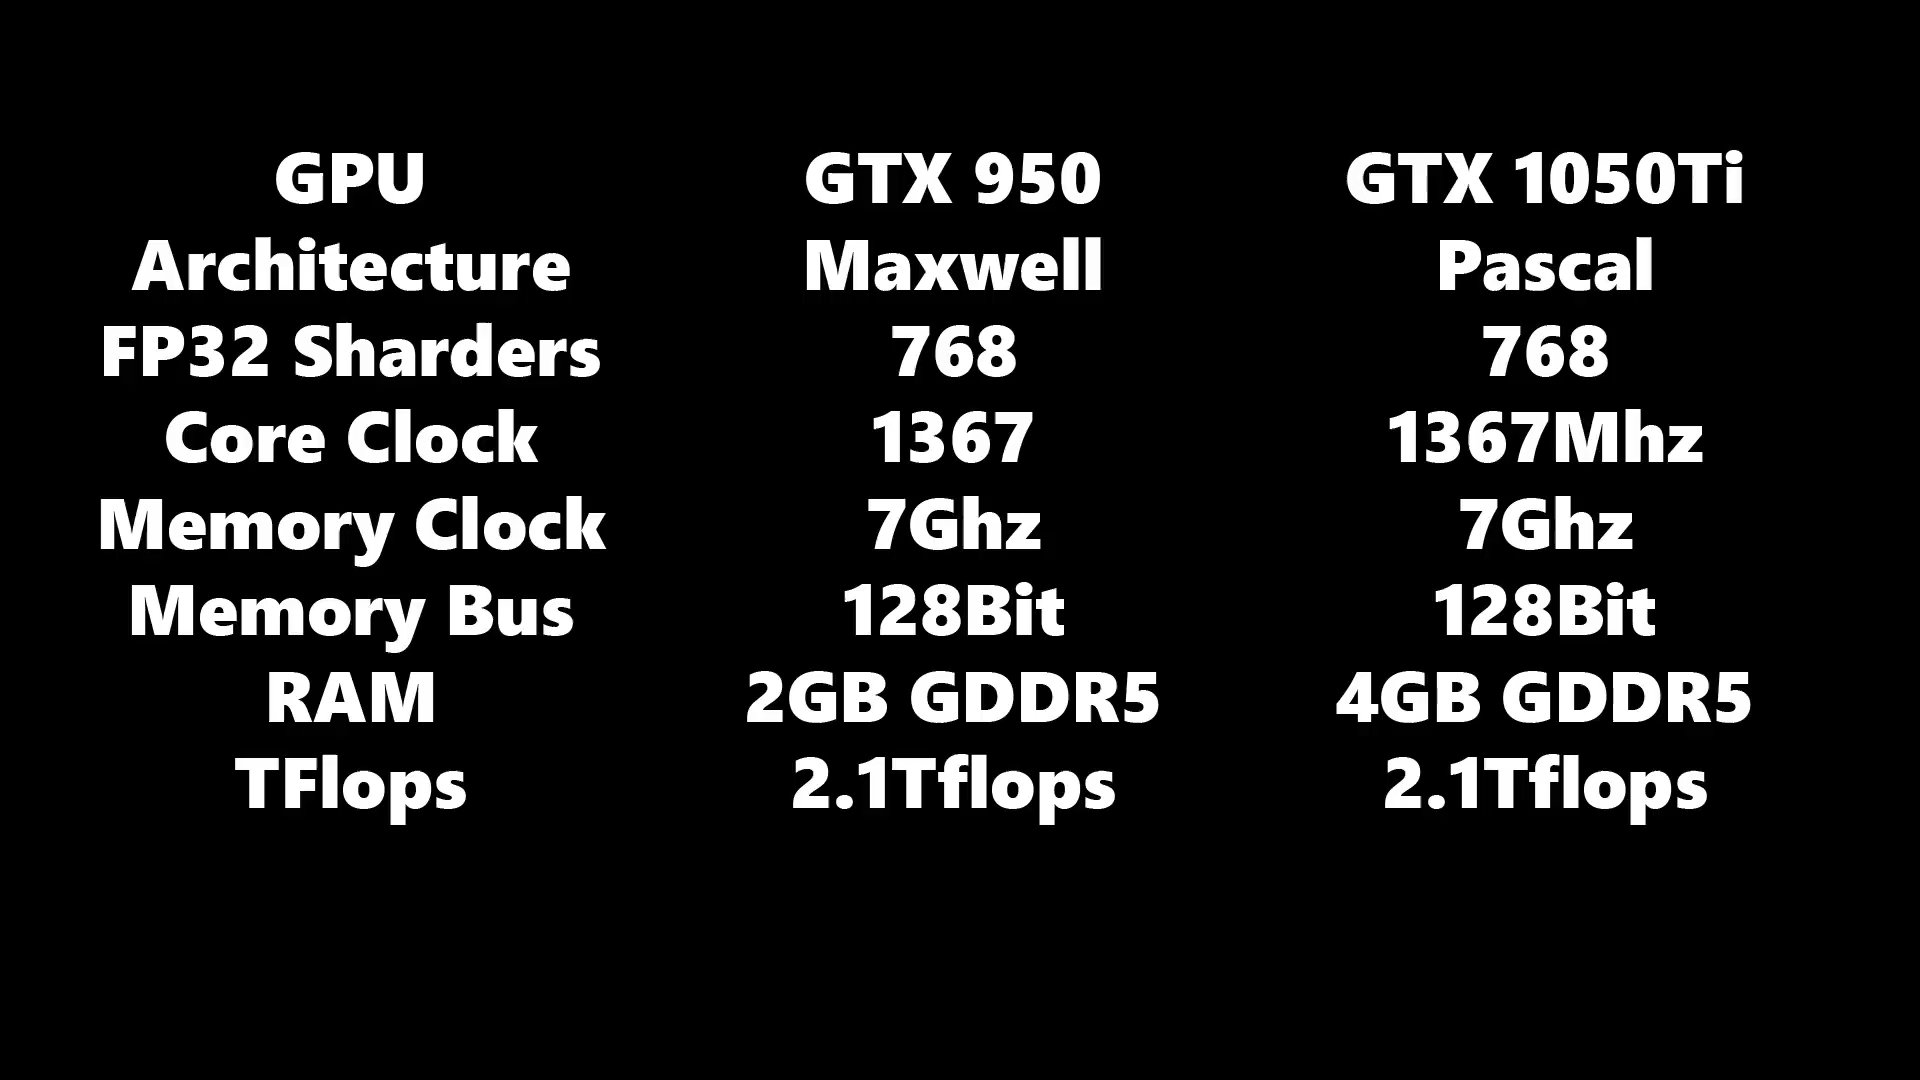 GPU GTX 950 GTX 1050Ti
Architecture Maxwell Pascal
FP32 Sharders 768 768
Core Clock 1367 1367Mhz
Memory Clock 7Ghz 7Ghz
Memory Bus 128Bit 128Bit
RAM 2GB GDDR5 4GB GDDR5
TFlops 2.1Tflops 2.1Tflops